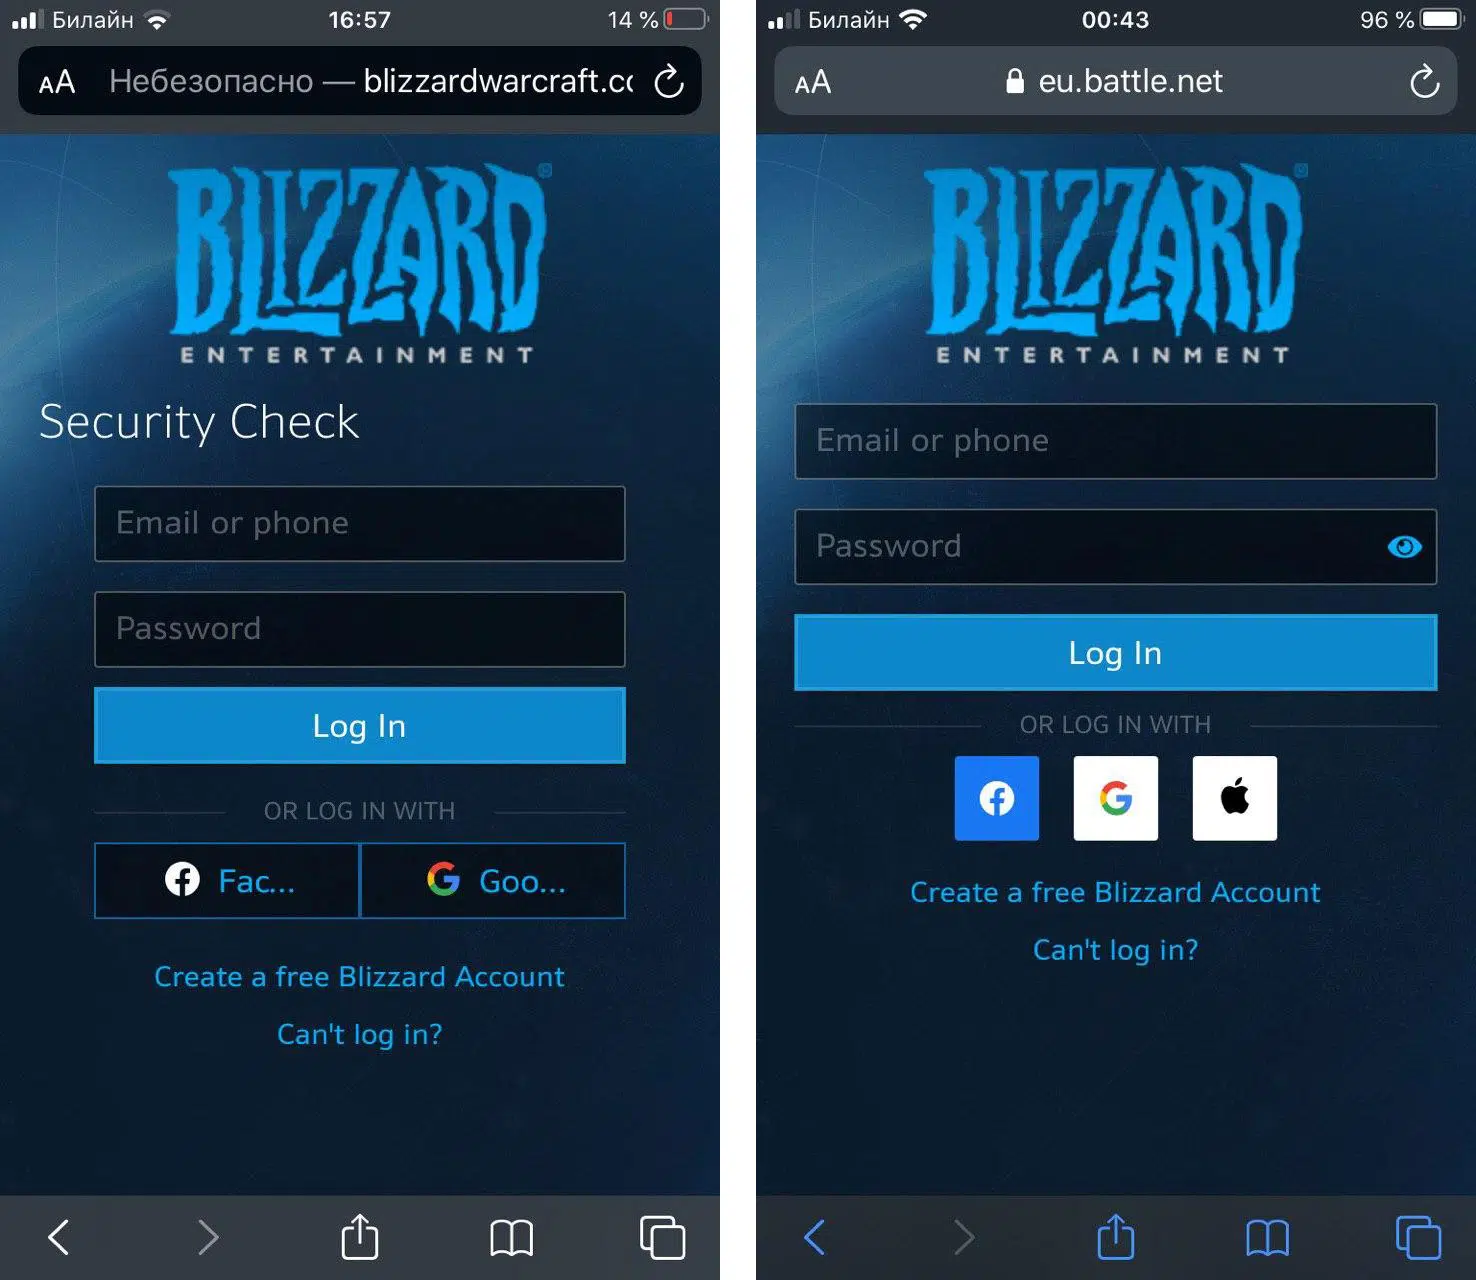 Билайн 16:57 14 %
AA Небезопасно — blizzardwarcraft.cc
BLIZZARD
ENTERTAINMENT
Security Check
Email or phone
Password
Log In
OR LOG IN WITH
Fac... Goo...
Create a free Blizzard Account
Can't log in?
Билайн 00:43 96 %
AA eu.battle.net
BLIZZARD
ENTERTAINMENT
Email or phone
Password
Log In
OR LOG IN WITH
Create a free Blizzard Account
Can't log in?